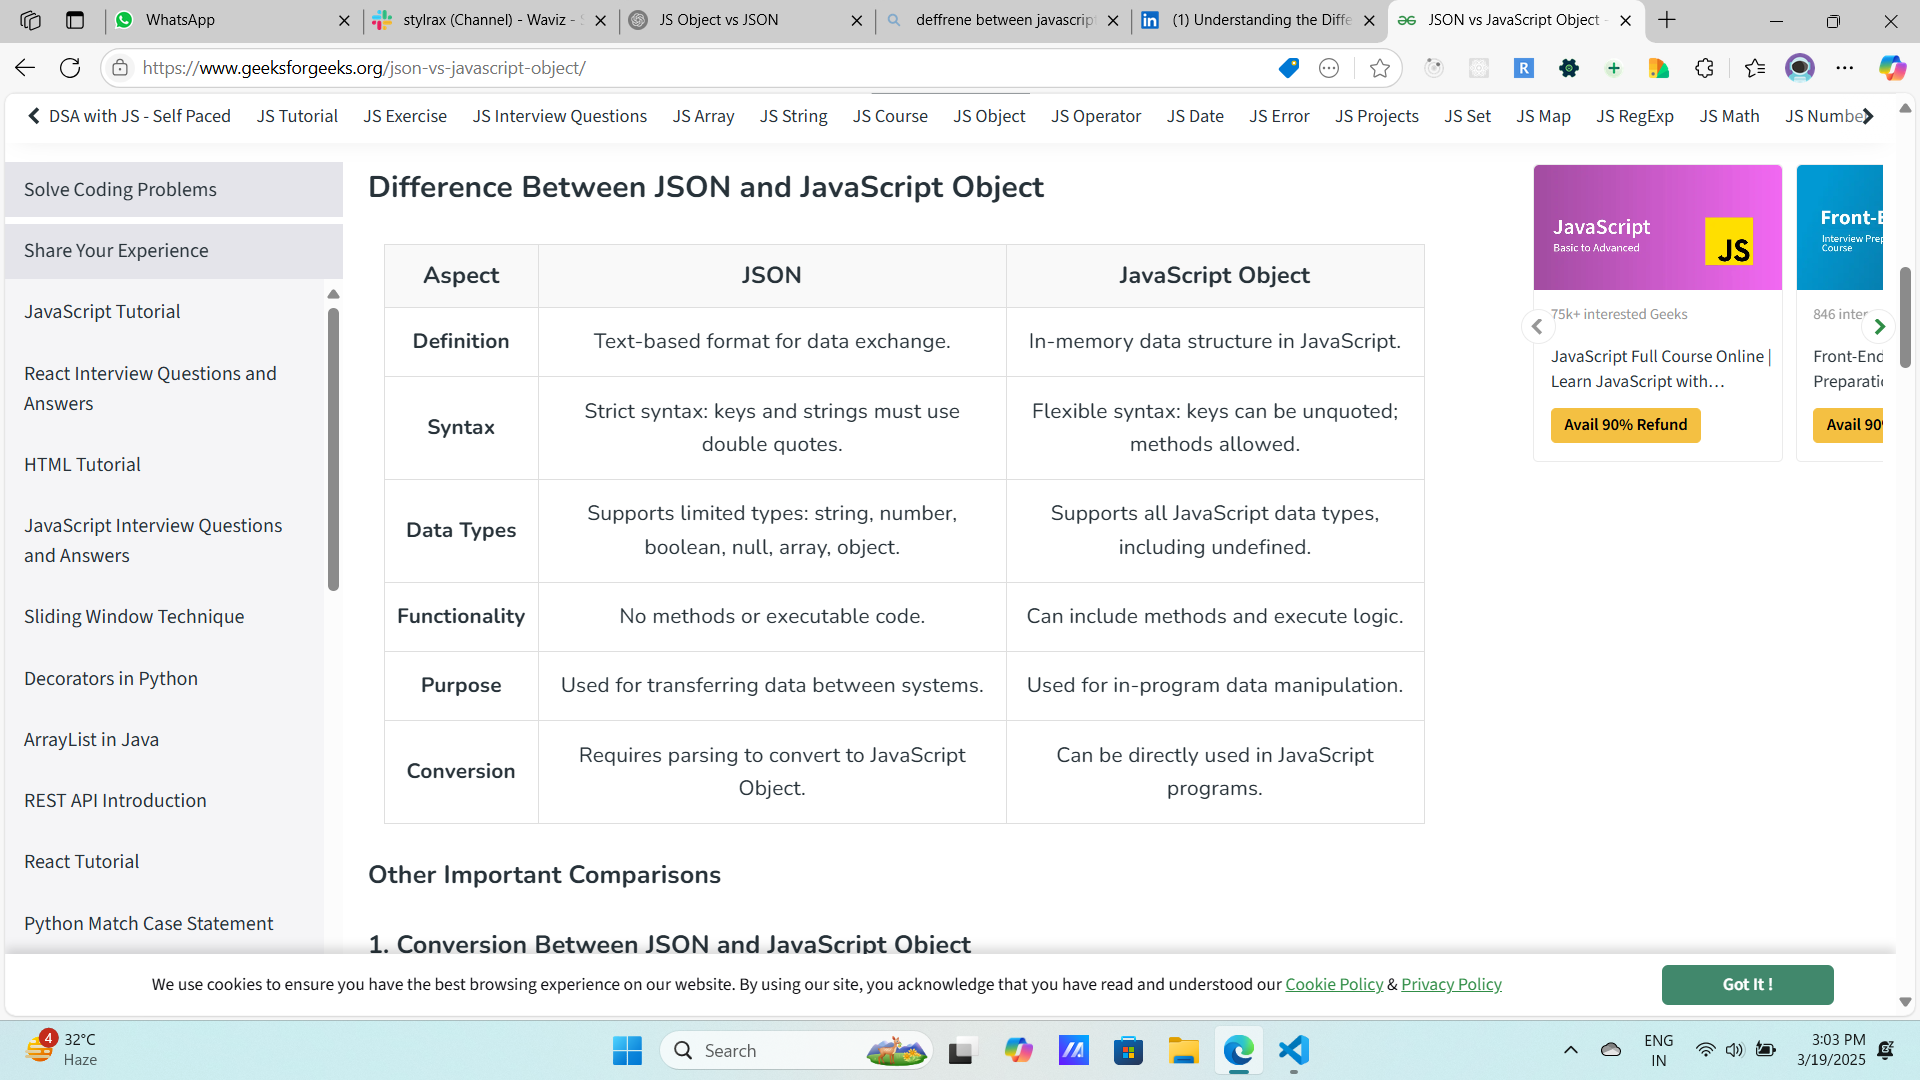 WhatsApp
stylrax (Channel) - Waviz - S
JS Object vs JSON
deffrene between javascrip
(1) Understanding the Diffe
JSON vs JavaScript Object -
https://www.geeksforgeeks.org/json-vs-javascript-object/
R
DSA with JS - Self Paced
JS Tutorial
JS Exercise
JS Interview Questions
JS Array
JS String
JS Course
JS Object
JS Operator
JS Date
JS Error
JS Projects
JS Set
JS Map
JS RegExp
JS Math
JS Number
Solve Coding Problems
Share Your Experience
JavaScript Tutorial
React Interview Questions and
Answers
HTML Tutorial
JavaScript Interview Questions
and Answers
Sliding Window Technique
Decorators in Python
ArrayList in Java
REST API Introduction
React Tutorial
Python Match Case Statement
Difference Between JSON and JavaScript Object
Aspect
JSON
JavaScript Object
Definition
Text-based format for data exchange.
In-memory data structure in JavaScript.
Syntax
Strict syntax: keys and strings must use
double quotes.
Flexible syntax: keys can be unquoted;
methods allowed.
Data Types
Supports limited types: string, number,
boolean, null, array, object.
Supports all JavaScript data types,
including undefined.
Functionality
No methods or executable code.
Can include methods and execute logic.
Purpose
Used for transferring data between systems.
Used for in-program data manipulation.
Conversion
Requires parsing to convert to JavaScript
Object.
Can be directly used in JavaScript
programs.
Other Important Comparisons
1. Conversion Between JSON and JavaScript Object
JavaScript
Basic to Advanced
JS
75k+ interested Geeks
JavaScript Full Course Online |
Learn JavaScript with...
Avail 90% Refund
Front-E
Interview Prep
Course
846 inter
Front-End
Preparatic
Avail 90%
We use cookies to ensure you have the best browsing experience on our website. By using our site, you acknowledge that you have read and understood our Cookie Policy & Privacy Policy
Got It !
4
32°C
Haze
Search
ENG
IN
3:03 PM
3/19/2025